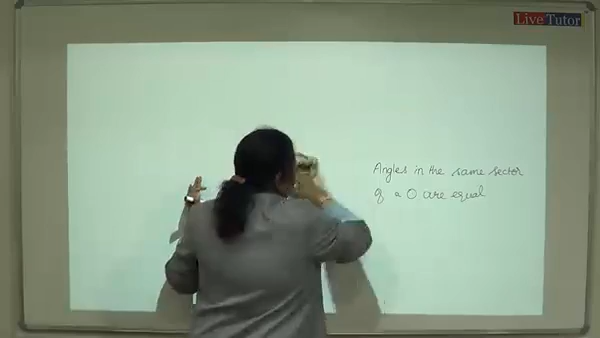 Live Tutor
Angles in the same sector
of a O are equal